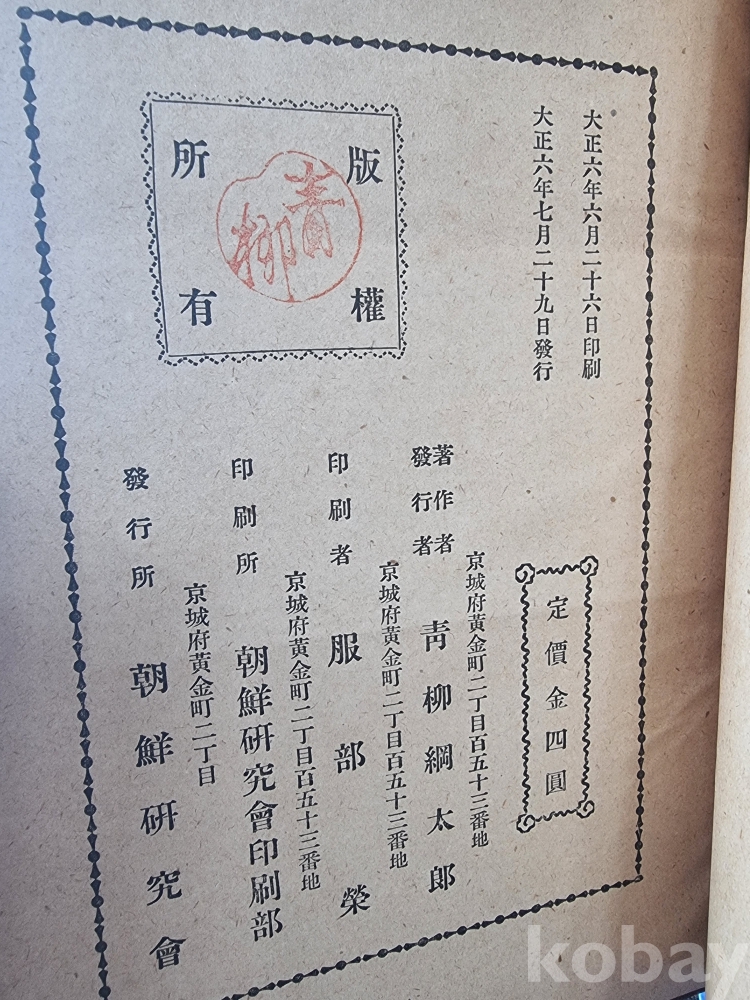 大正六年六月二十六日印刷
大正六年七月二十九日發行
版權
所有
青柳
定價金四圓
京城府黃金町二丁目百五十三番地
著作者
發行者
青柳綱太郎
京城府黃金町二丁目百五十三番地
印刷者
服部榮
京城府黃金町二丁目百五十三番地
印刷所
朝鮮研究會印刷部
京城府黃金町二丁目
發行所
朝鮮研究會
kobay